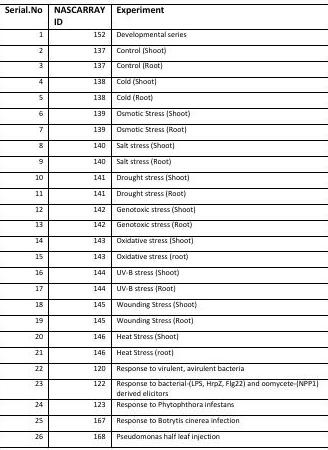 Serial.No NASCARRAY ID Experiment
1 152 Developmental series
2 137 Control (Shoot)
3 137 Control (Root)
4 138 Cold (Shoot)
5 138 Cold (Root)
6 139 Osmotic Stress (Shoot)
7 139 Osmotic Stress (Root)
8 140 Salt stress (Shoot)
9 140 Salt stress (Root)
10 141 Drought stress (Shoot)
11 141 Drought stress (Root)
12 142 Genotoxic stress (Shoot)
13 142 Genotoxic stress (Root)
14 143 Oxidative stress (Shoot)
15 143 Oxidative stress (root)
16 144 UV-B stress (Shoot)
17 144 UV-B stress (Root)
18 145 Wounding Stress (Shoot)
19 145 Wounding Stress (Root)
20 146 Heat Stress (Shoot)
21 146 Heat Stress (root)
22 120 Response to virulent, avirulent bacteria
23 122 Response to bacterial-(LPS, HrpZ, Flg22) and oomycete-(NPP1)
derived elicitors
24 123 Response to Phytophthora infestans
25 167 Response to Botrytis cinerea infection
26 168 Pseudomonas half leaf injection